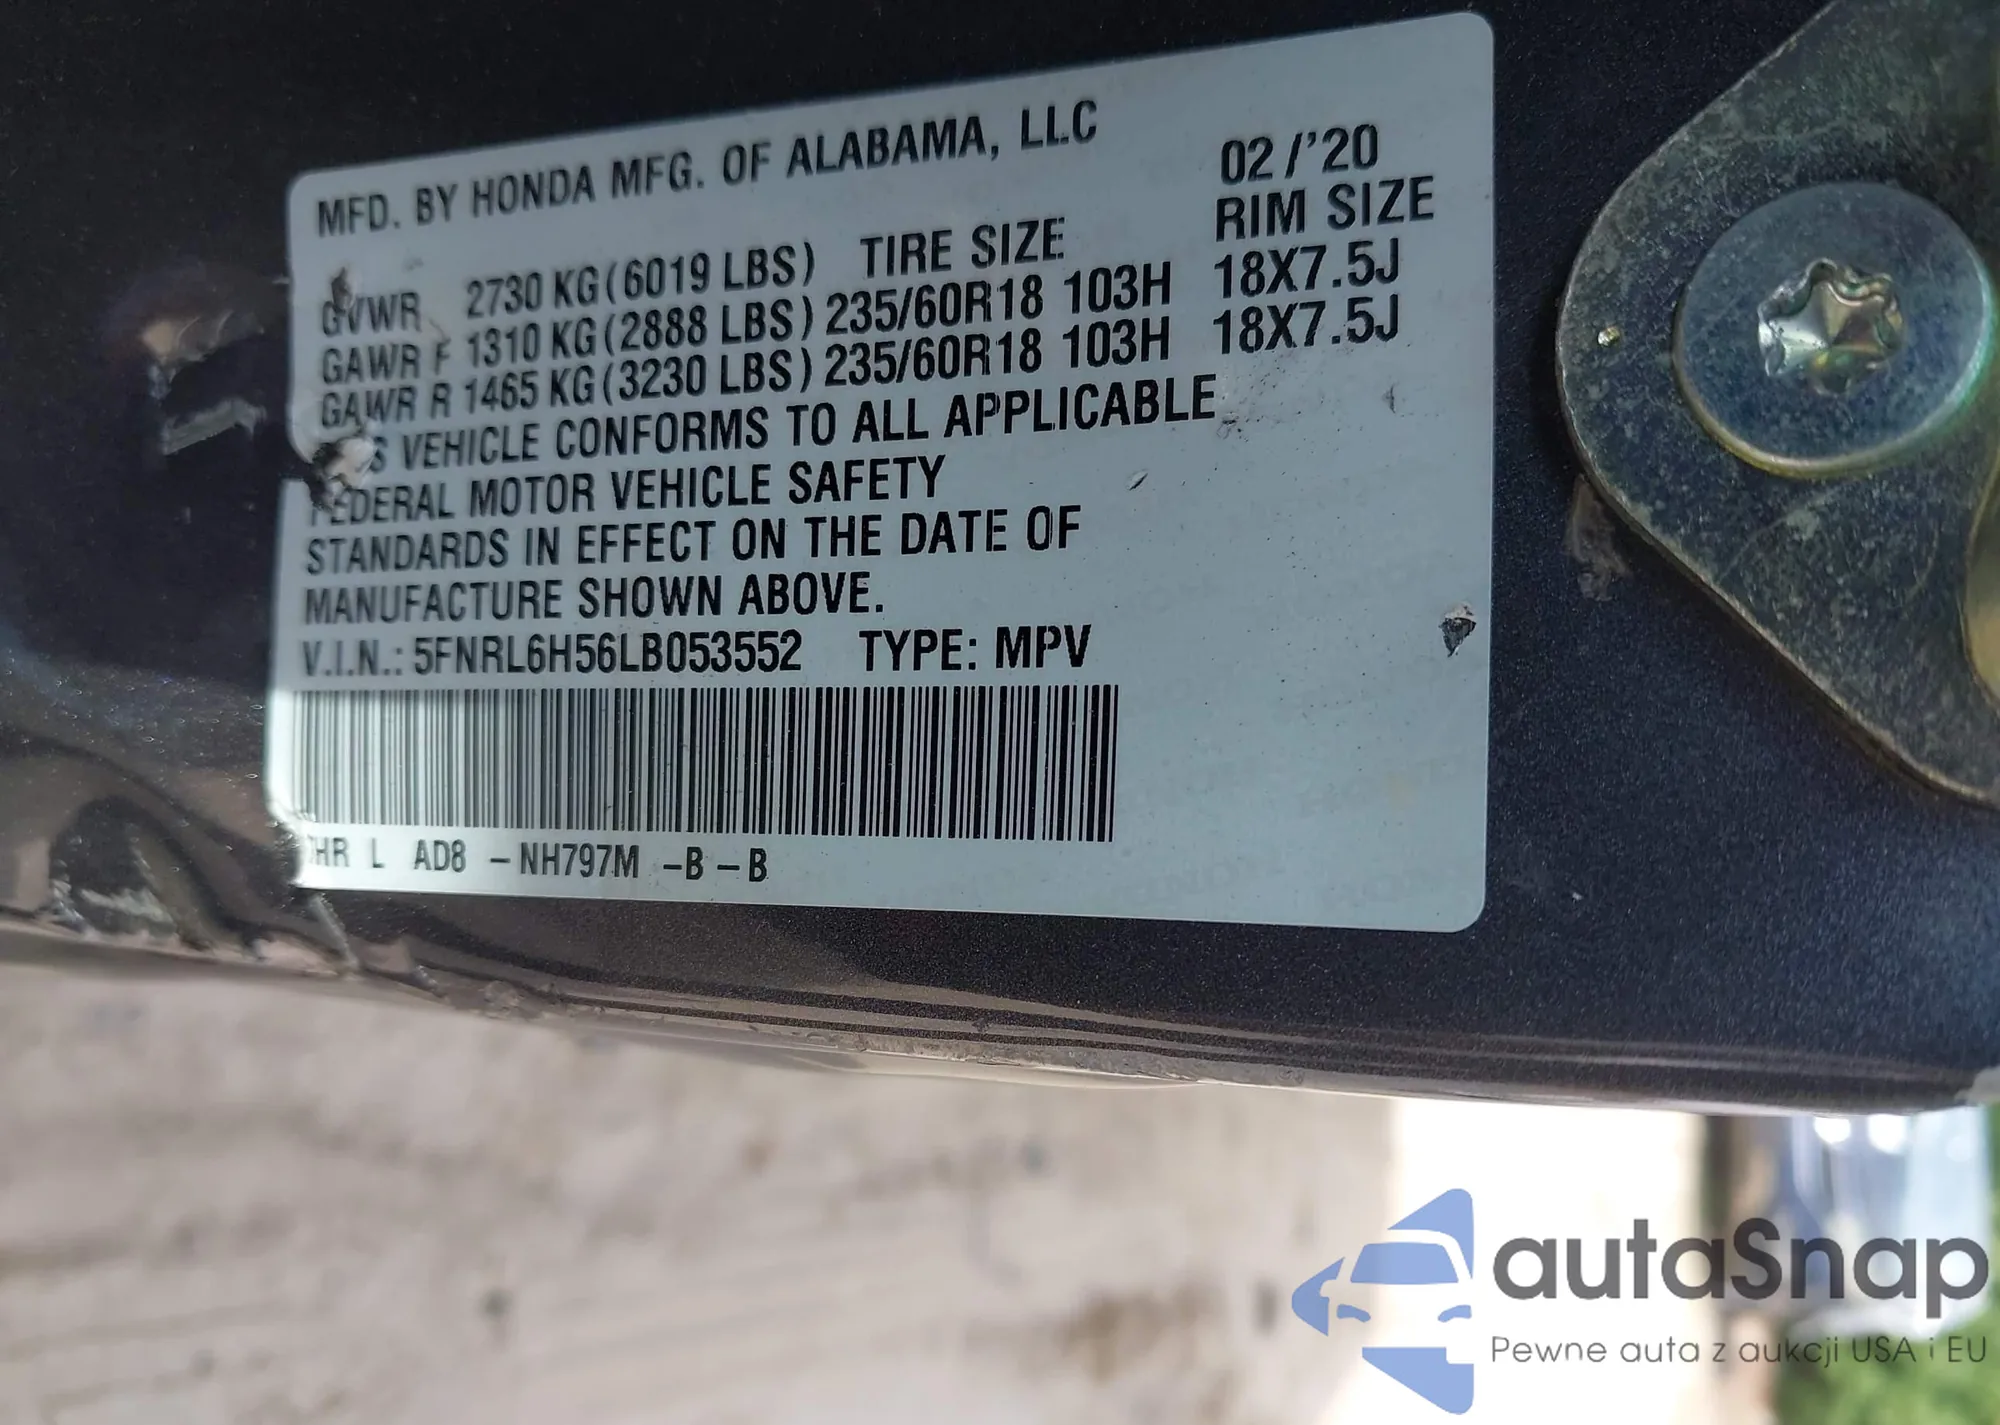 MFD. BY HONDA MFG. OF ALABAMA, LLC 02/'20
GVWR 2730 KG (6019 LBS) TIRE SIZE RIM SIZE
GAWR F 1310 KG (2888 LBS) 235/60R18 103H 18X7.5J
GAWR R 1465 KG (3230 LBS) 235/60R18 103H 18X7.5J
VEHICLE CONFORMS TO ALL APPLICABLE
FEDERAL MOTOR VEHICLE SAFETY
STANDARDS IN EFFECT ON THE DATE OF
MANUFACTURE SHOWN ABOVE.
V.I.N.: 5FNRL6H56LB053552 TYPE: MPV
L AD8 -NH797M -B -B
autaSnap
Pewne auta z aukcji USA i EU